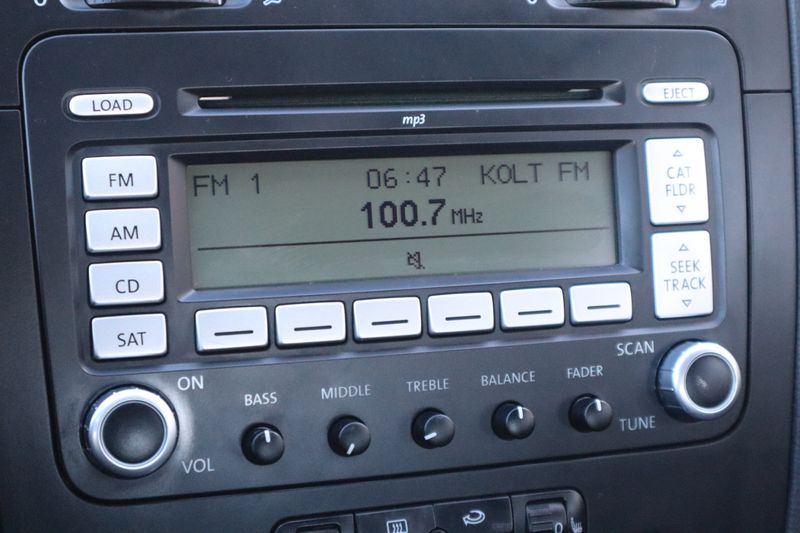 LOAD
EJECT
mp3
FM
AM
CD
SAT
FM 1 06:47 KOLT FM
100.7 MHz
CAT
FLDR
SEEK
TRACK
ON
VOL
BASS
MIDDLE
TREBLE
BALANCE
FADER
SCAN
TUNE